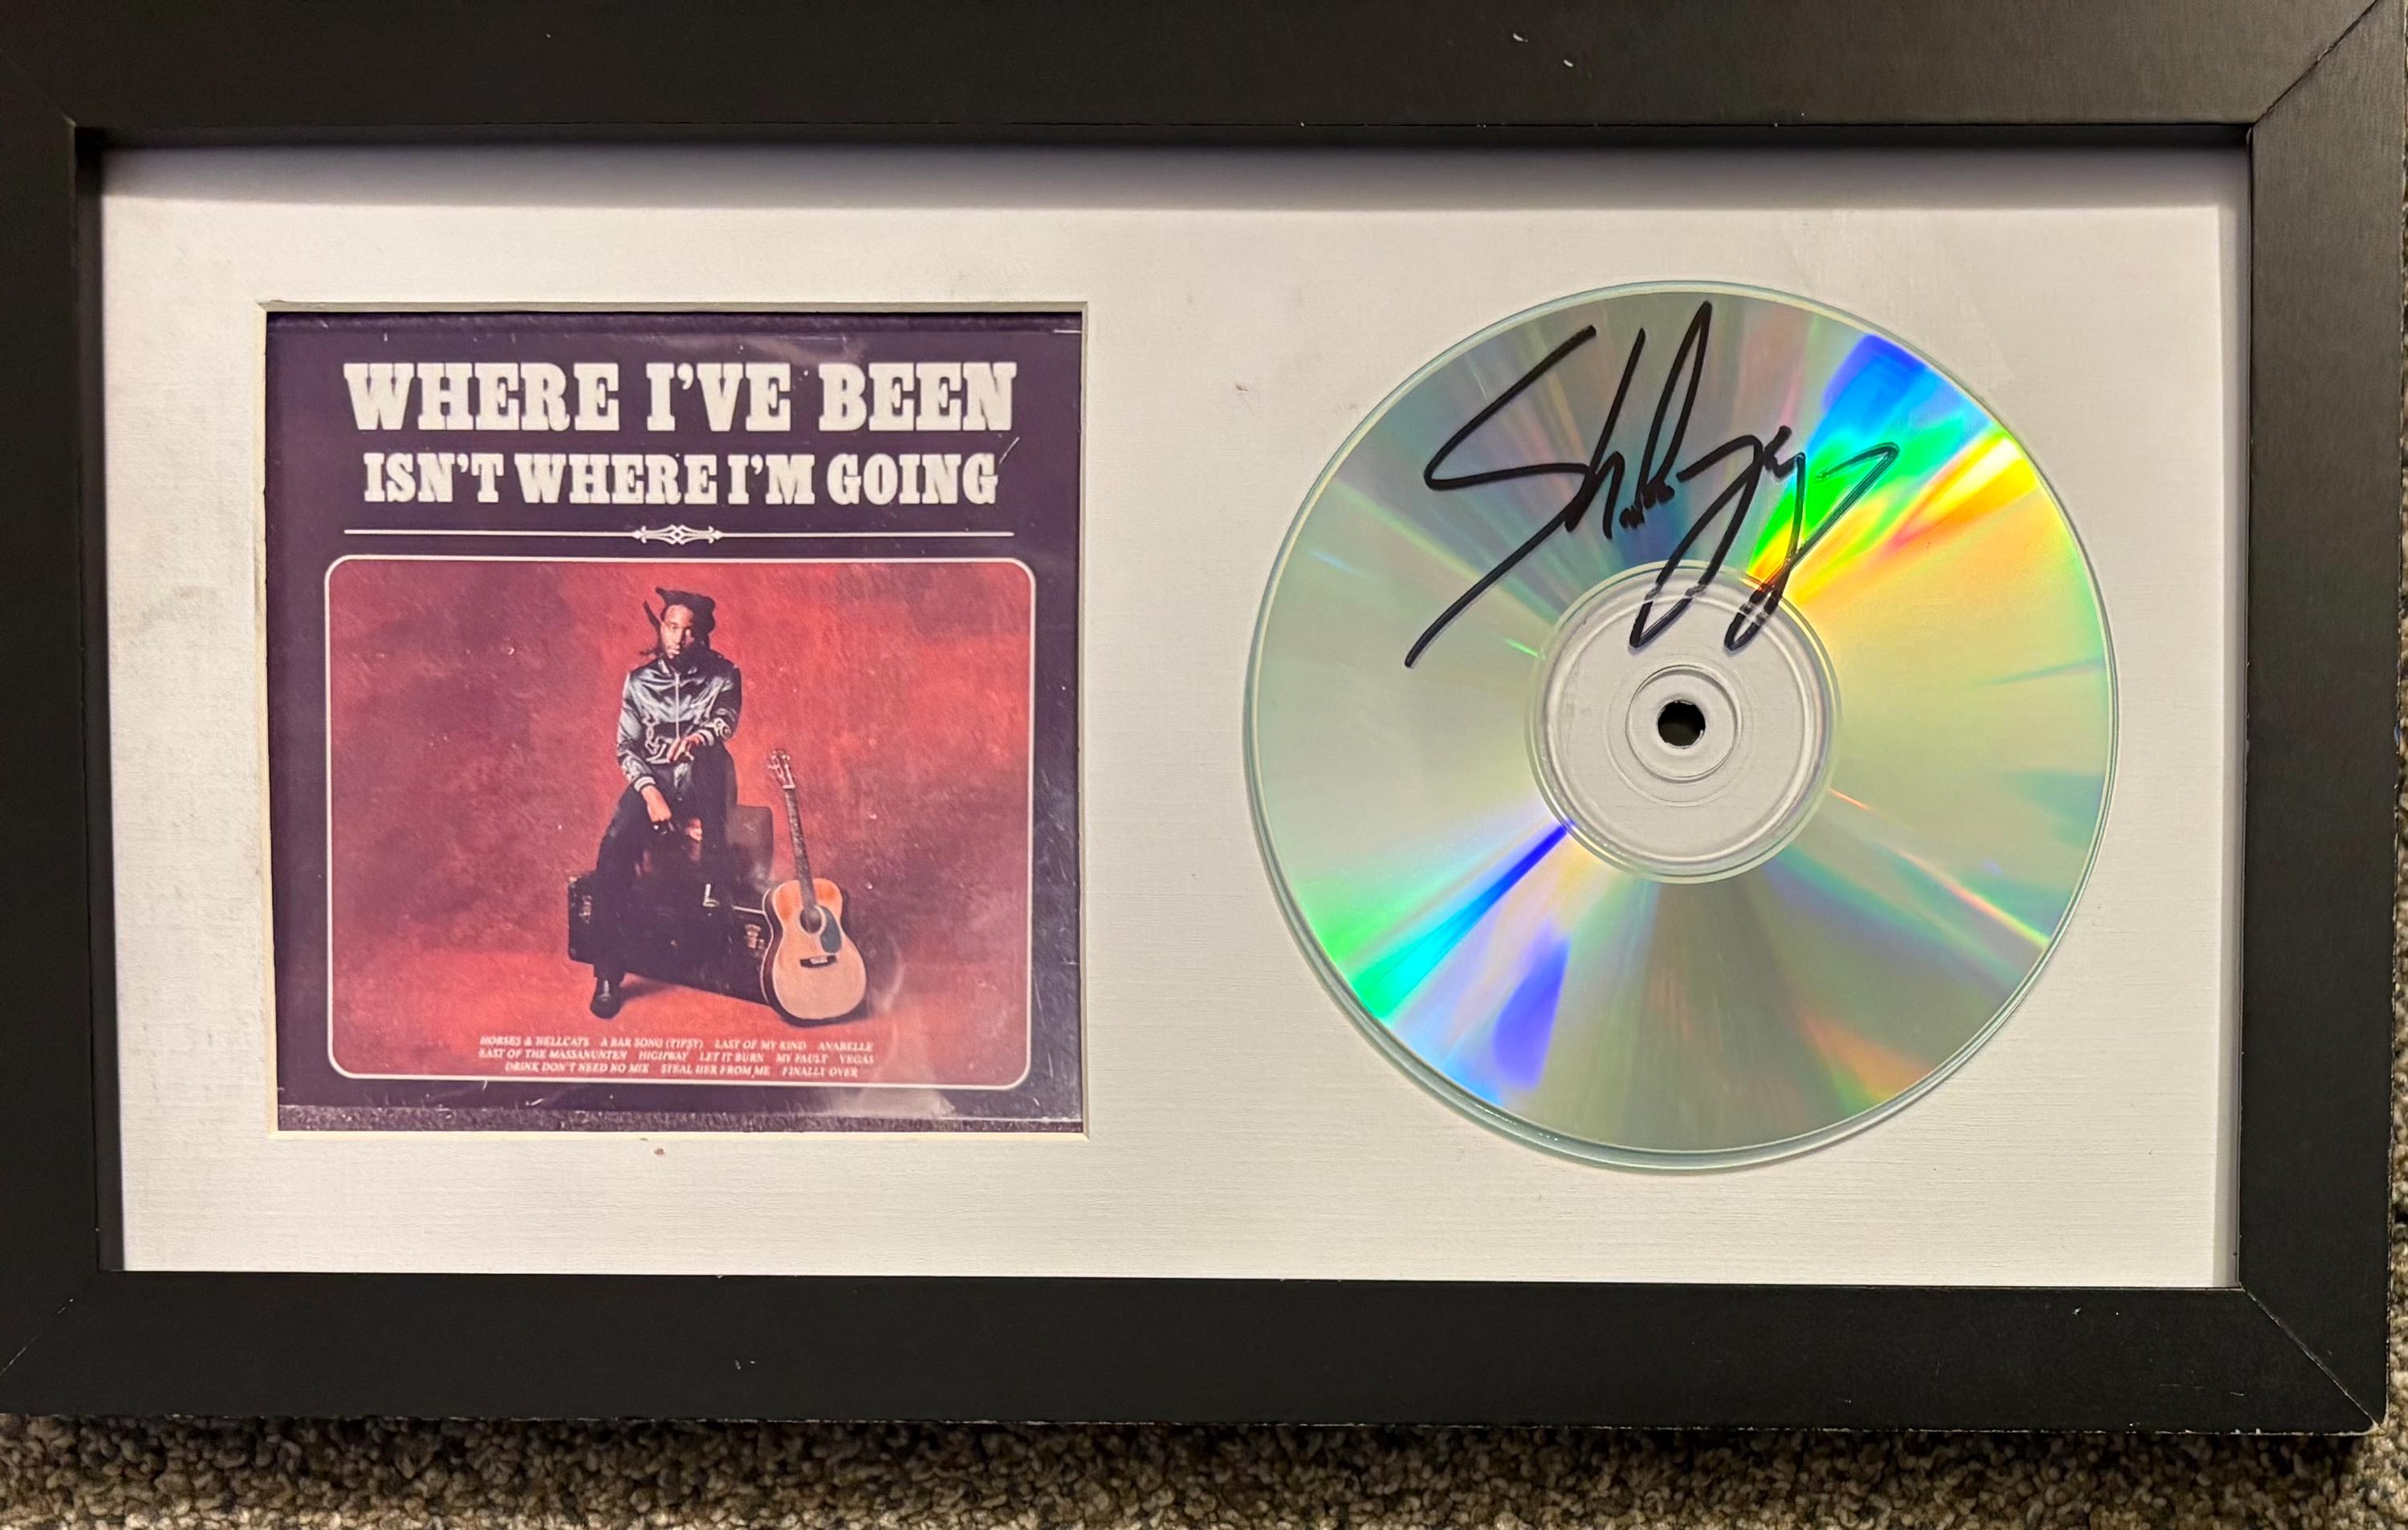 WHERE I'VE BEEN
ISN'T WHERE I'M GOING
HORSES & HELLCATS A BAR SONG (TIPSY) LAST OF MY KIND ANABELLE
EAST OF THE MASSANUNTEN HIGHWAY LET IT BURN MY FAULT VEGAS
DRINK DON'T NEED NO MIX STEAL HER FROM ME FINALLY OVER